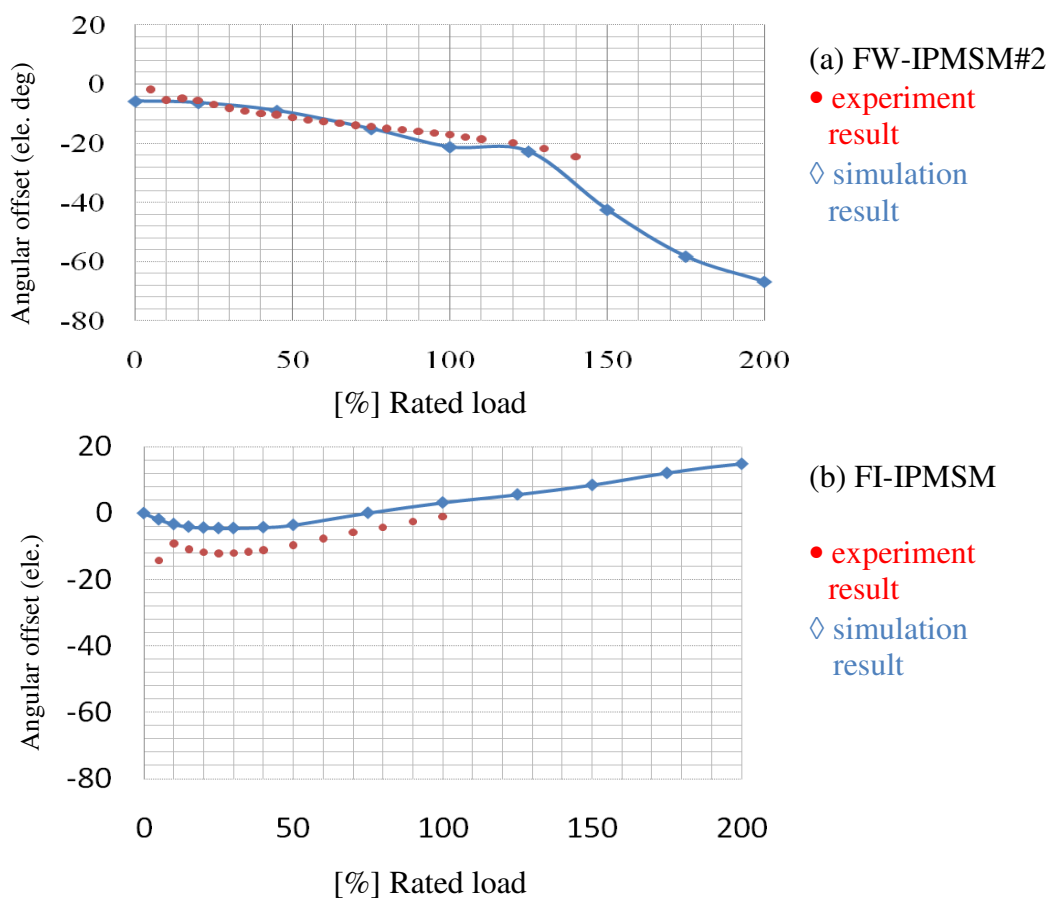 20
0
-20
-40
-60
-80
Angular offset (ele. deg)
0 50 100 150 200
[%] Rated load
(a) FW-IPMSM#2
• experiment
result
◊ simulation
result
20
0
-20
-40
-60
-80
Angular offset (ele.)
0 50 100 150 200
[%] Rated load
(b) FI-IPMSM
• experiment
result
◊ simulation
result